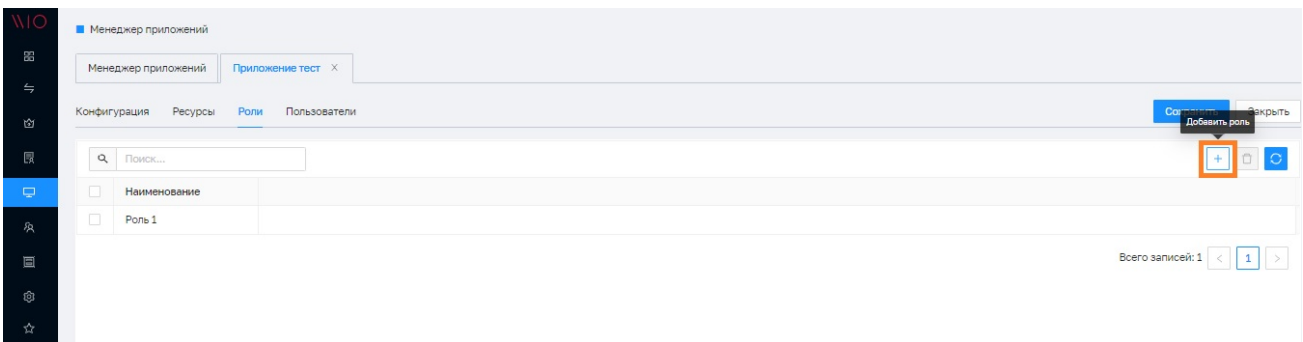 WIO
Менеджер приложений
Менеджер приложений Приложение тест
Конфигурация Ресурсы Роли Пользователи Сохранить Закрыть
Добавить роль
Поиск...
Наименование
Роль 1
Всего записей: 1 < 1 >